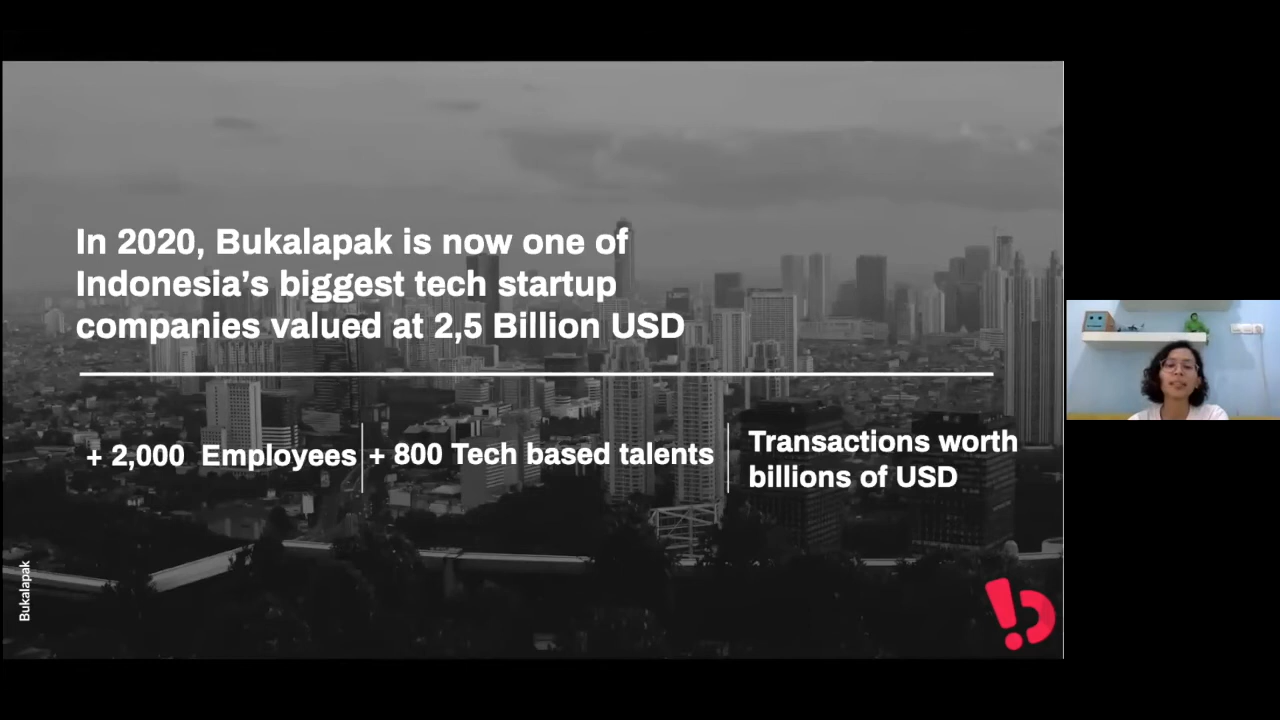 In 2020, Bukalapak is now one of
Indonesia’s biggest tech startup
companies valued at 2,5 Billion USD
+ 2,000 Employees
+ 800 Tech based talents
Transactions worth
billions of USD
Bukalapak